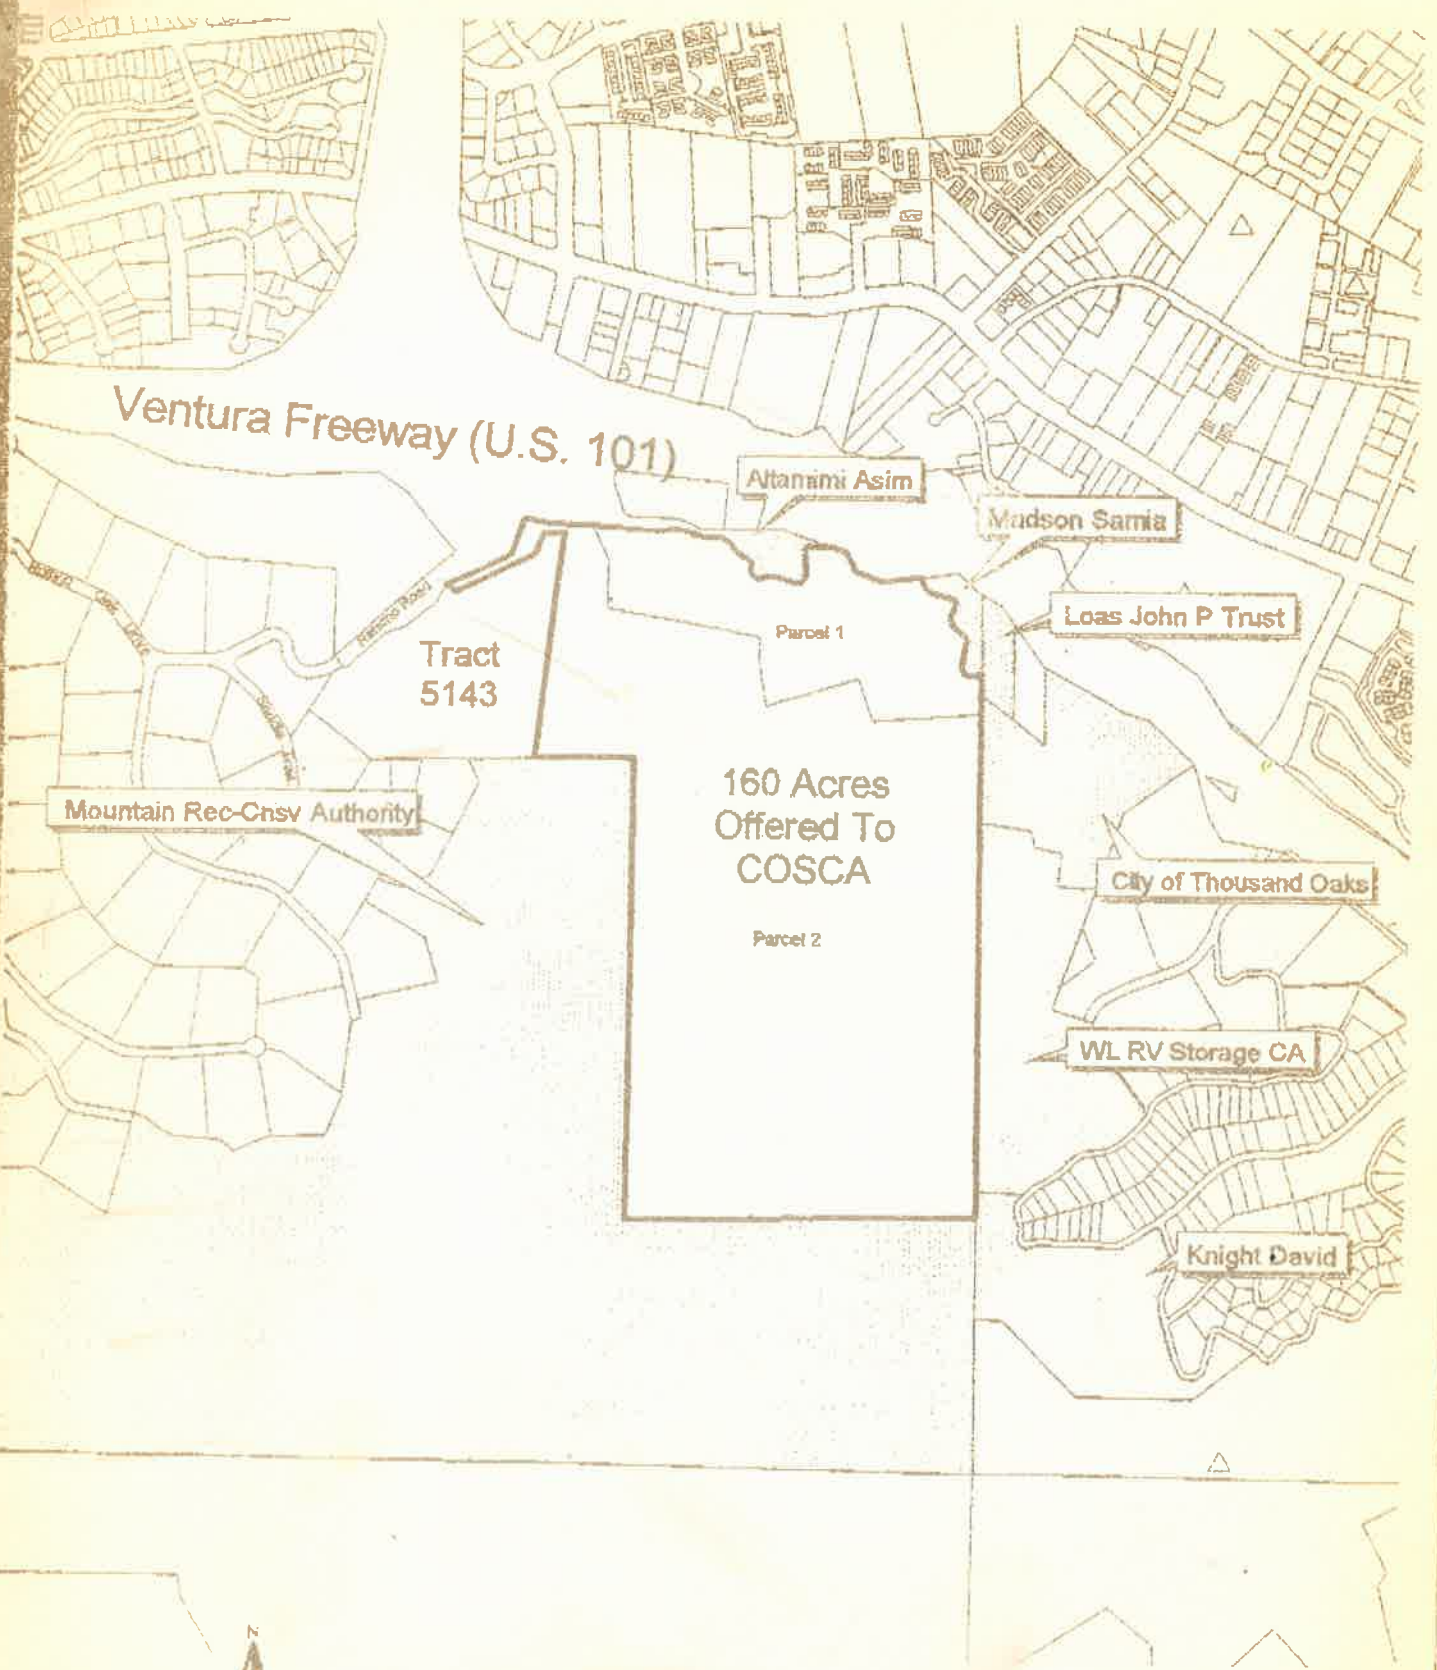 Ventura Freeway (U.S. 101)
Altamimi Asim
Madson Samia
Loas John P Trust
Parcel 1
Tract
5143
160 Acres
Offered To
COSCA
Mountain Rec-Cnsv Authority
City of Thousand Oaks
Parcel 2
WL RV Storage CA
Knight David
N